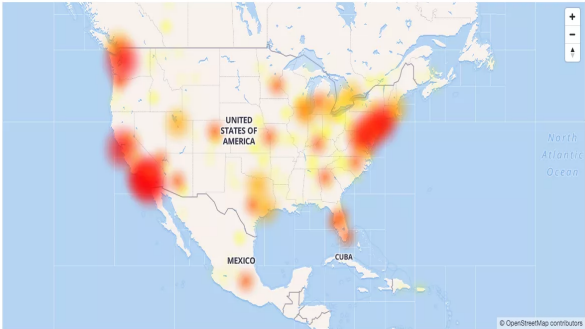 +
−
UNITED
STATES OF
AMERICA
North
Atlantic
Ocean
MEXICO
CUBA
© OpenStreetMap contributors